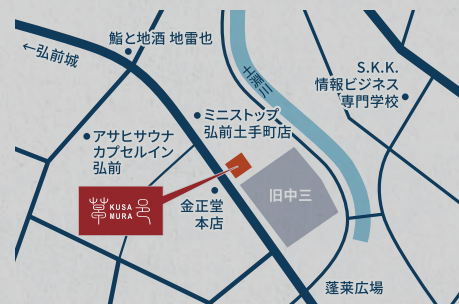 鮨と地酒 地雷也
←弘前城
土淵川
S.K.K.
情報ビジネス
専門学校
ミニストップ
弘前土手町店
アサヒサウナ
カプセルイン
弘前
草邑
KUSA
MURA
旧中三
金正堂
本店
蓬莱広場